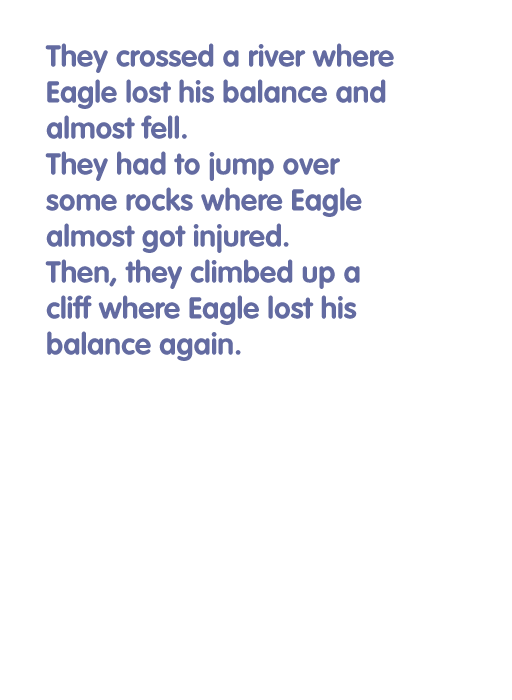 They crossed a river where
Eagle lost his balance and
almost fell.
They had to jump over
some rocks where Eagle
almost got injured.
Then, they climbed up a
cliff where Eagle lost his
balance again.